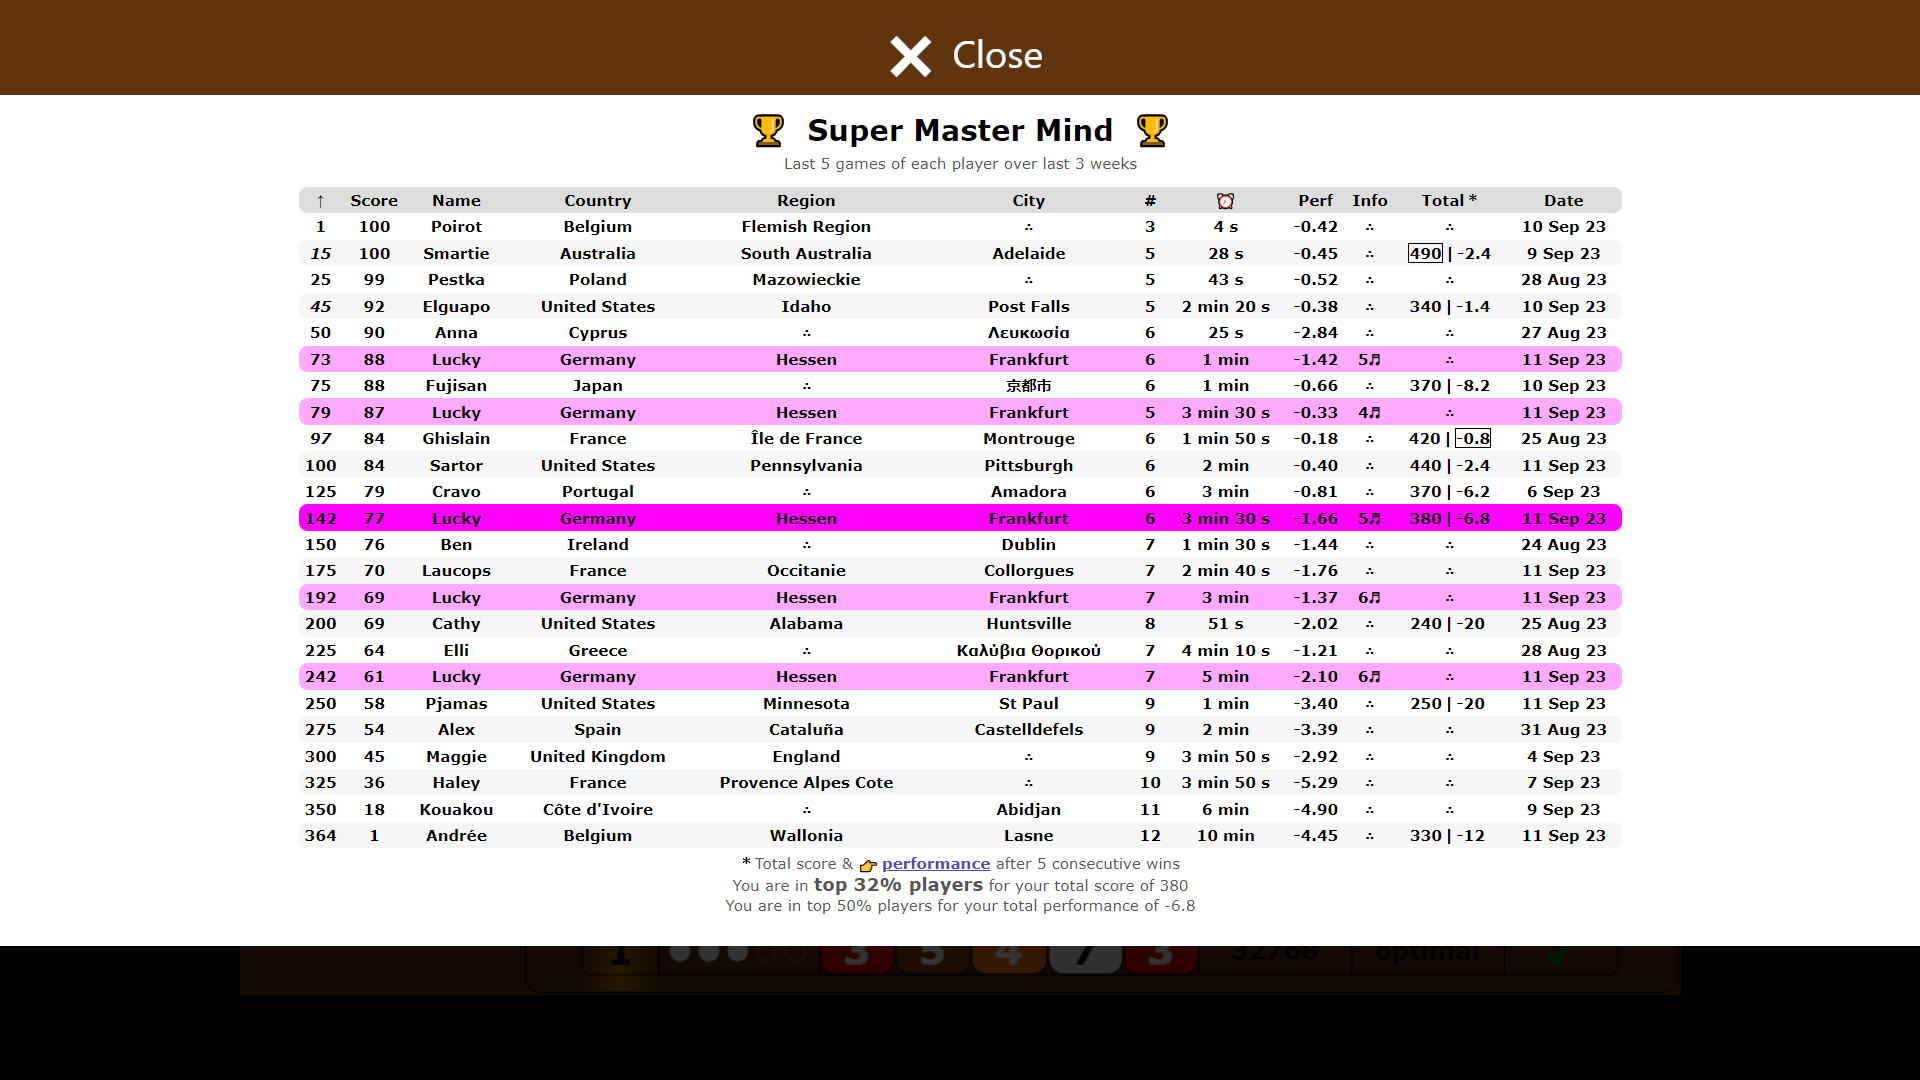 Close
🏆 Super Master Mind 🏆
Last 5 games of each player over last 3 weeks
↑ Score Name Country Region City # ⏰ Perf Info Total * Date
1 100 Poirot Belgium Flemish Region ∴ 3 4 s -0.42 ∴ ∴ 10 Sep 23
15 100 Smartie Australia South Australia Adelaide 5 28 s -0.45 ∴ 490 | -2.4 9 Sep 23
25 99 Pestka Poland Mazowieckie ∴ 5 43 s -0.52 ∴ ∴ 28 Aug 23
45 92 Elguapo United States Idaho Post Falls 5 2 min 20 s -0.38 ∴ 340 | -1.4 10 Sep 23
50 90 Anna Cyprus ∴ Λευκωσία 6 25 s -2.84 ∴ ∴ 27 Aug 23
73 88 Lucky Germany Hessen Frankfurt 6 1 min -1.42 5♬ ∴ 11 Sep 23
75 88 Fujisan Japan ∴ 京都市 6 1 min -0.66 ∴ 370 | -8.2 10 Sep 23
79 87 Lucky Germany Hessen Frankfurt 5 3 min 30 s -0.33 4♬ ∴ 11 Sep 23
97 84 Ghislain France Île de France Montrouge 6 1 min 50 s -0.18 ∴ 420 | -0.8 25 Aug 23
100 84 Sartor United States Pennsylvania Pittsburgh 6 2 min -0.40 ∴ 440 | -2.4 11 Sep 23
125 79 Cravo Portugal ∴ Amadora 6 3 min -0.81 ∴ 370 | -6.2 6 Sep 23
142 77 Lucky Germany Hessen Frankfurt 6 3 min 30 s -1.66 5♬ 380 | -6.8 11 Sep 23
150 76 Ben Ireland ∴ Dublin 7 1 min 30 s -1.44 ∴ ∴ 24 Aug 23
175 70 Laucops France Occitanie Collorgues 7 2 min 40 s -1.76 ∴ ∴ 11 Sep 23
192 69 Lucky Germany Hessen Frankfurt 7 3 min -1.37 6♬ ∴ 11 Sep 23
200 69 Cathy United States Alabama Huntsville 8 51 s -2.02 ∴ 240 | -20 25 Aug 23
225 64 Elli Greece ∴ Καλύβια Θορικού 7 4 min 10 s -1.21 ∴ ∴ 28 Aug 23
242 61 Lucky Germany Hessen Frankfurt 7 5 min -2.10 6♬ ∴ 11 Sep 23
250 58 Pjamas United States Minnesota St Paul 9 1 min -3.40 ∴ 250 | -20 11 Sep 23
275 54 Alex Spain Cataluña Castelldefels 9 2 min -3.39 ∴ ∴ 31 Aug 23
300 45 Maggie United Kingdom England ∴ 9 3 min 50 s -2.92 ∴ ∴ 4 Sep 23
325 36 Haley France Provence Alpes Cote ∴ 10 3 min 50 s -5.29 ∴ ∴ 7 Sep 23
350 18 Kouakou Côte d'Ivoire ∴ Abidjan 11 6 min -4.90 ∴ ∴ 9 Sep 23
364 1 Andrée Belgium Wallonia Lasne 12 10 min -4.45 ∴ 330 | -12 11 Sep 23
* Total score & 👉 performance after 5 consecutive wins
You are in top 32% players for your total score of 380
You are in top 50% players for your total performance of -6.8
1 3 5 4 7 3 32768 optimal